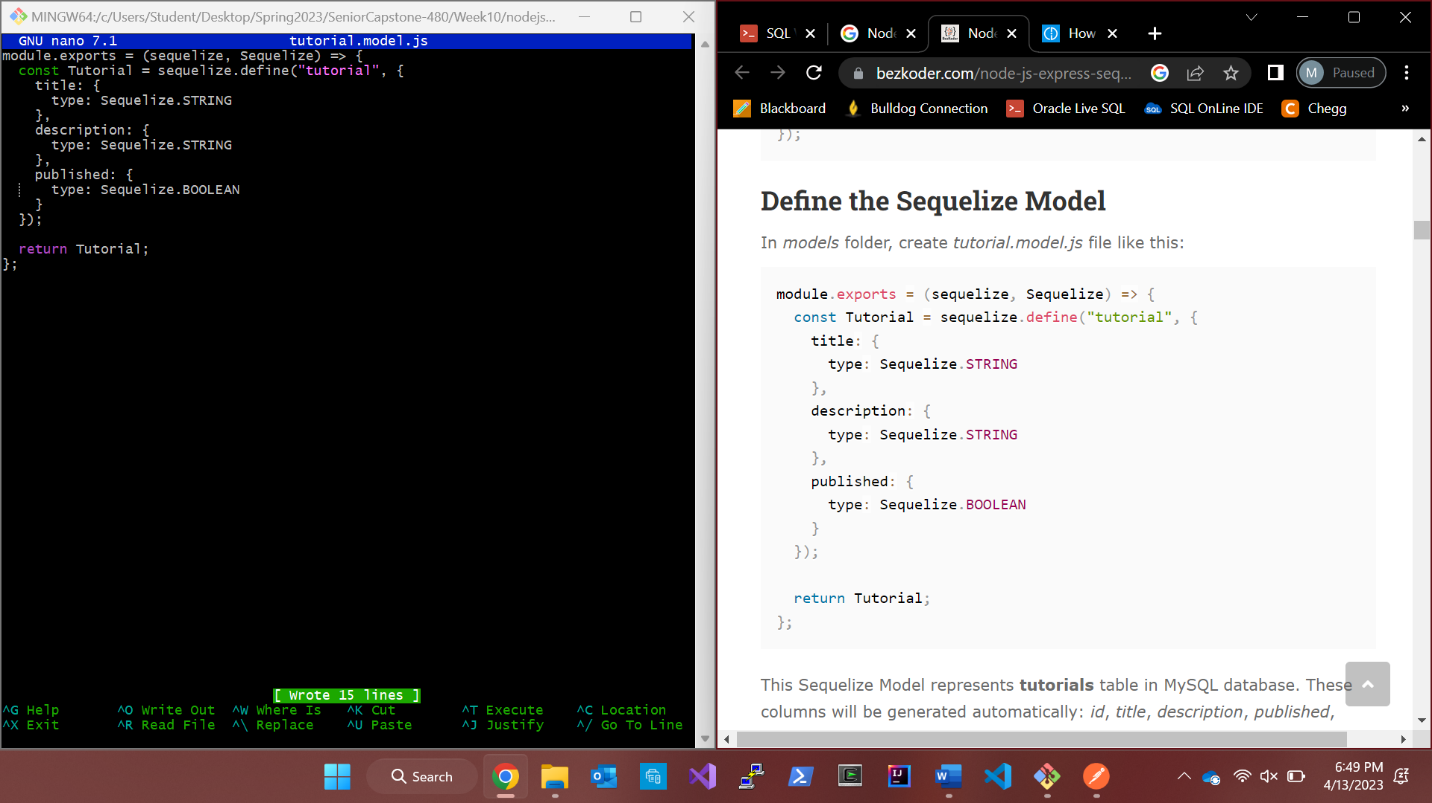 MINGW64:/c/Users/Student/Desktop/Spring2023/SeniorCapstone-480/Week10/nodejs...
GNU nano 7.1 tutorial.model.js
module.exports = (sequelize, Sequelize) => {
  const Tutorial = sequelize.define("tutorial", {
    title: {
      type: Sequelize.STRING
    },
    description: {
      type: Sequelize.STRING
    },
    published: {
      type: Sequelize.BOOLEAN
    }
  });
  return Tutorial;
};
[ Wrote 15 lines ]
^G Help ^O Write Out ^W Where Is ^K Cut ^T Execute ^C Location
^X Exit ^R Read File ^\ Replace ^U Paste ^J Justify ^/ Go To Line
SQL Node Node How
bezkoder.com/node-js-express-seq... M Paused
Blackboard Bulldog Connection Oracle Live SQL SQL OnLine IDE Chegg »
});
Define the Sequelize Model
In models folder, create tutorial.model.js file like this:
module.exports = (sequelize, Sequelize) => {
  const Tutorial = sequelize.define("tutorial", {
    title: {
      type: Sequelize.STRING
    },
    description: {
      type: Sequelize.STRING
    },
    published: {
      type: Sequelize.BOOLEAN
    }
  });
  return Tutorial;
};
This Sequelize Model represents tutorials table in MySQL database. These
columns will be generated automatically: id, title, description, published,
Search
6:49 PM
4/13/2023